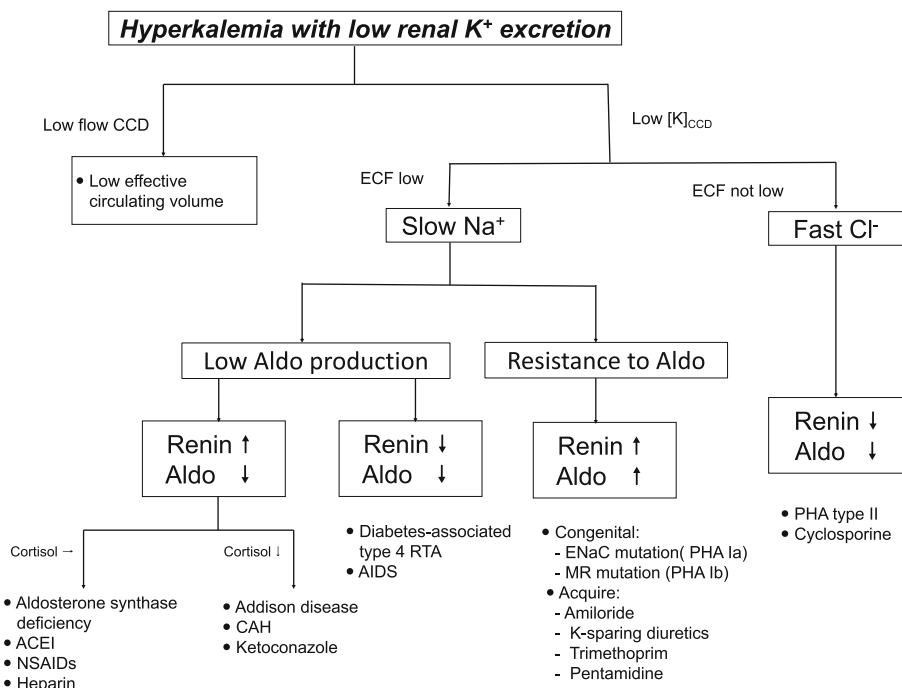 Hyperkalemia with low renal K⁺ excretion
Low flow CCD
Low [K]CCD
• Low effective
circulating volume
ECF low
ECF not low
Slow Na⁺
Fast Cl⁻
Low Aldo production
Resistance to Aldo
Renin ↑
Aldo ↓
Renin ↓
Aldo ↓
Renin ↑
Aldo ↑
Renin ↓
Aldo ↓
Cortisol →
• Aldosterone synthase
deficiency
• ACEI
• NSAIDs
• Heparin
Cortisol ↓
• Addison disease
• CAH
• Ketoconazole
• Diabetes-associated
type 4 RTA
• AIDS
• Congenital:
- ENaC mutation( PHA Ia)
- MR mutation (PHA Ib)
• Acquire:
- Amiloride
- K-sparing diuretics
- Trimethoprim
- Pentamidine
• PHA type II
• Cyclosporine